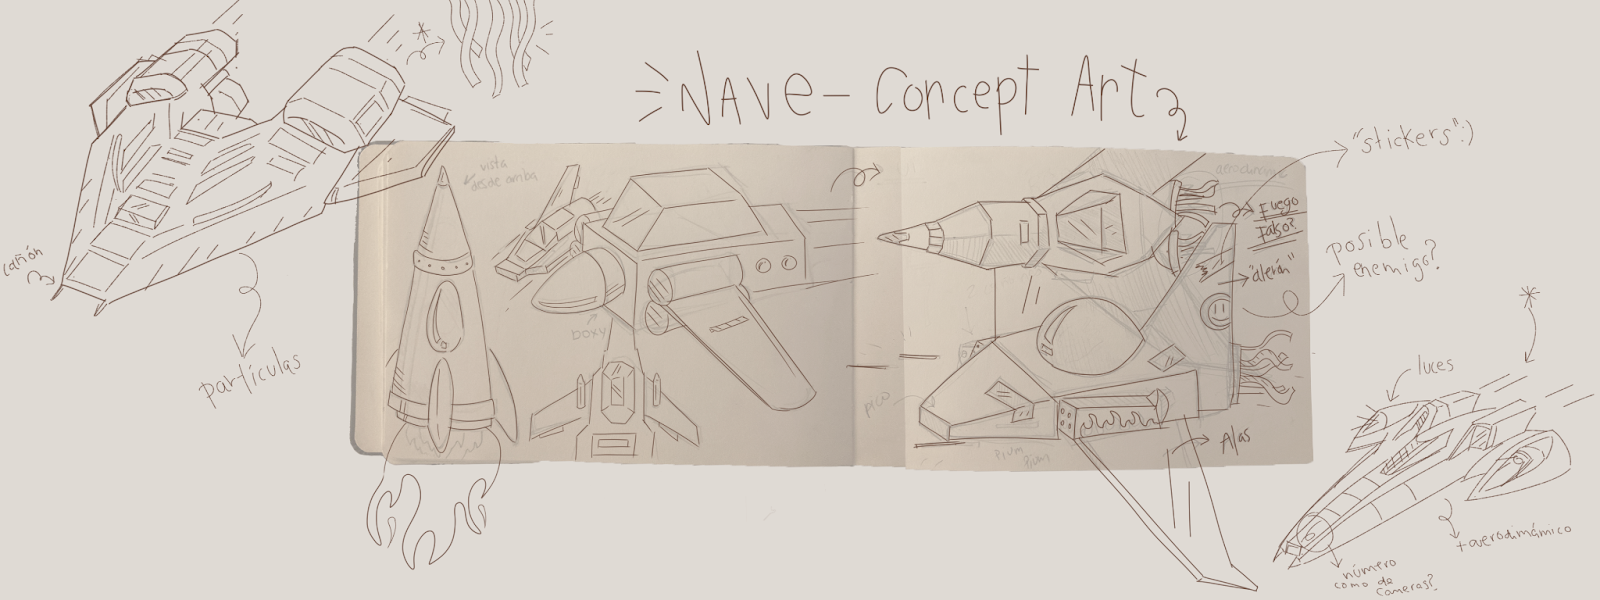 NAVE - Concept Art
"stickers" :)
vista
desde arriba
Fuego
Falso?
posible
enemigo?
cañón
"alerón"
boxy
partículas
luces
pico
Alas
pium
pium
+ aerodinámico
número
como de
carreras?